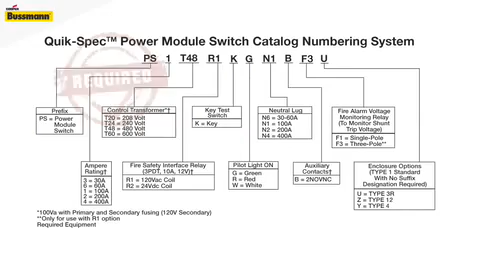 COOPER
Bussmann
Quik-Spec™ Power Module Switch Catalog Numbering System
PS 1 T48 R1 K G N1 B F3 U
REQUIRED
Prefix
PS = Power
Module
Switch
Control Transformer*†
T20 = 208 Volt
T24 = 240 Volt
T48 = 480 Volt
T60 = 600 Volt
Key Test
Switch
K = Key
Neutral Lug
N6 = 30-60A
N1 = 100A
N2 = 200A
N4 = 400A
Fire Alarm Voltage
Monitoring Relay
(To Monitor Shunt
Trip Voltage)
F1 = Single-Pole
F3 = Three-Pole**
Ampere
Rating†
3 = 30A
6 = 60A
1 = 100A
2 = 200A
4 = 400A
Fire Safety Interface Relay
(3PDT, 10A, 12V)†
R1 = 120Vac Coil
R2 = 24Vdc Coil
Pilot Light ON
G = Green
R = Red
W = White
Auxiliary
Contacts†
B = 2NO/2NC
Enclosure Options
(TYPE 1 Standard
With No Suffix
Designation Required)
U = TYPE 3R
Z = TYPE 12
Y = TYPE 4
*100Va with Primary and Secondary fusing (120V Secondary)
**Only for use with R1 option
Required Equipment